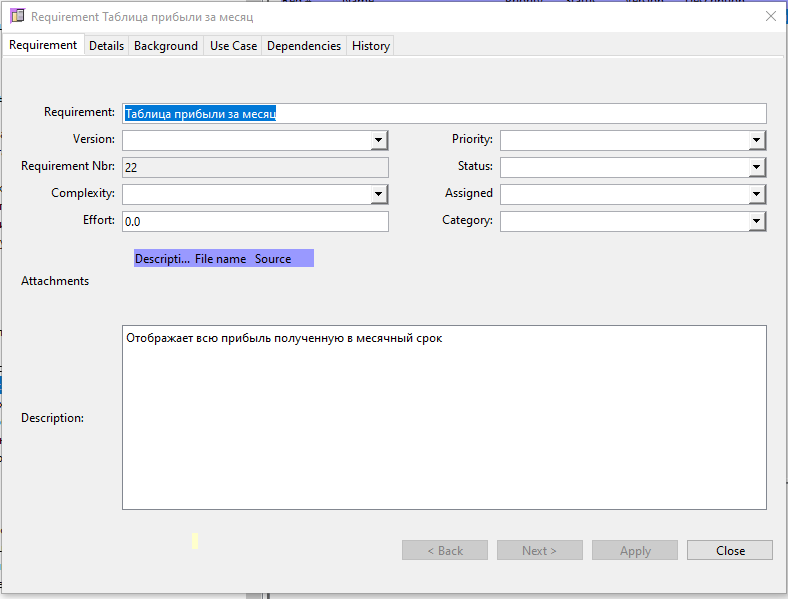 Requirement Таблица прибыли за месяц
Requirement Details Background Use Case Dependencies History
Requirement: Таблица прибыли за месяц
Version: Priority:
Requirement Nbr: 22 Status:
Complexity: Assigned
Effort: 0.0 Category:
Descripti... File name Source
Attachments
Отображает всю прибыль полученную в месячный срок
Description:
< Back Next > Apply Close